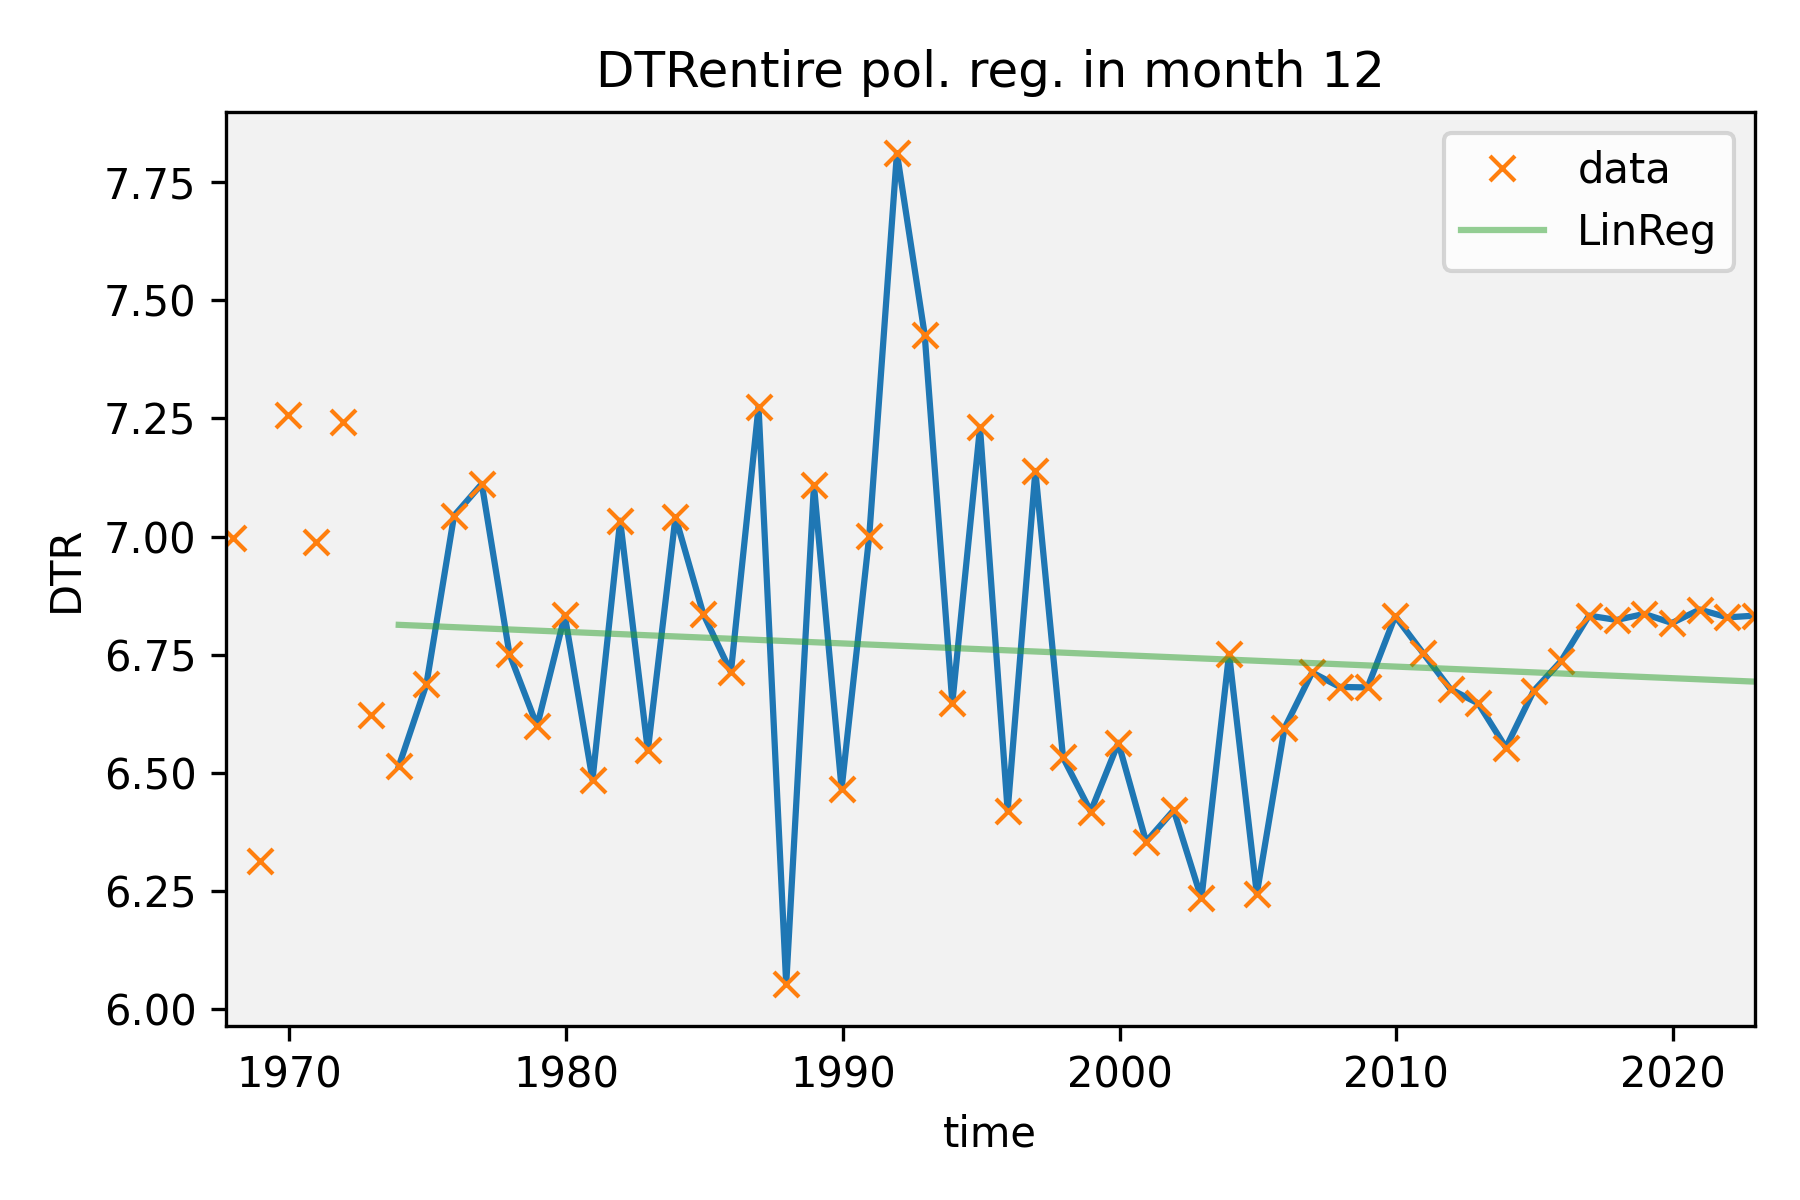 DTRentire pol. reg. in month 12
data
LinReg
7.75
7.50
7.25
7.00
6.75
6.50
6.25
6.00
DTR
1970 1980 1990 2000 2010 2020
time